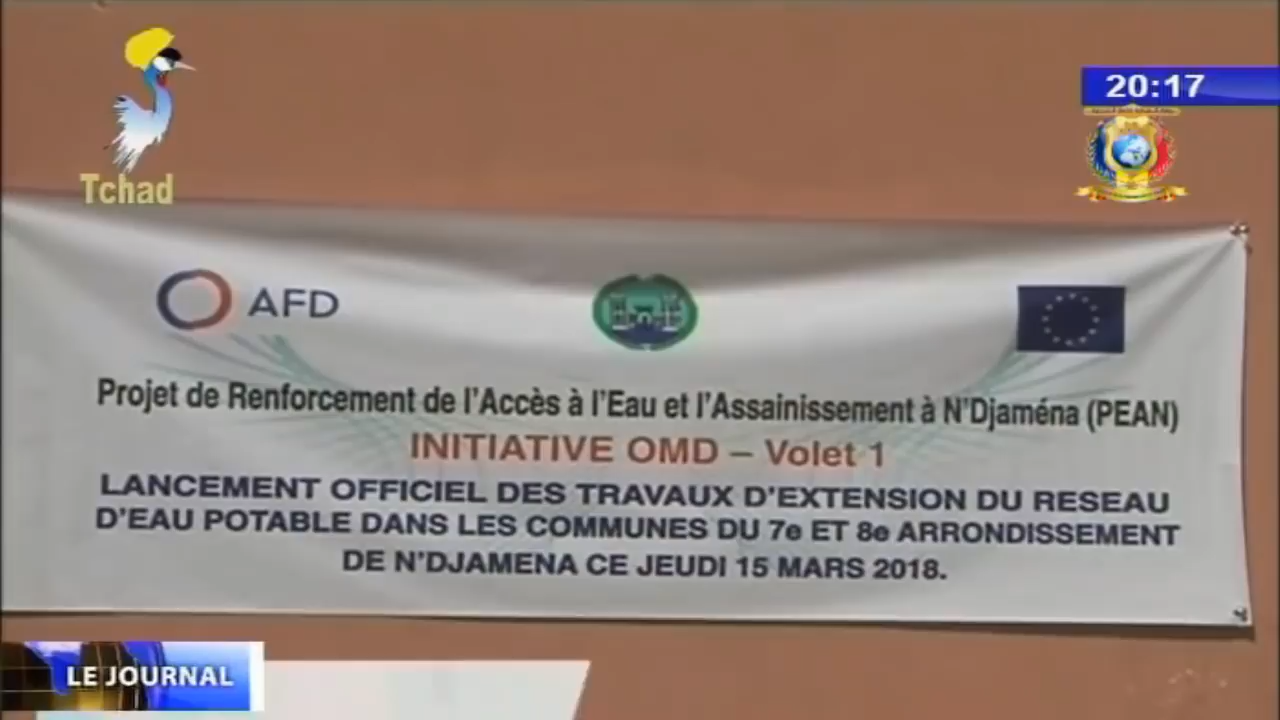 Tchad
20:17
AFD
Projet de Renforcement de l'Accès à l'Eau et l'Assainissement à N'Djaména (PEAN)
INITIATIVE OMD – Volet 1
LANCEMENT OFFICIEL DES TRAVAUX D'EXTENSION DU RESEAU
D'EAU POTABLE DANS LES COMMUNES DU 7e ET 8e ARRONDISSEMENT
DE N'DJAMENA CE JEUDI 15 MARS 2018.
LE JOURNAL